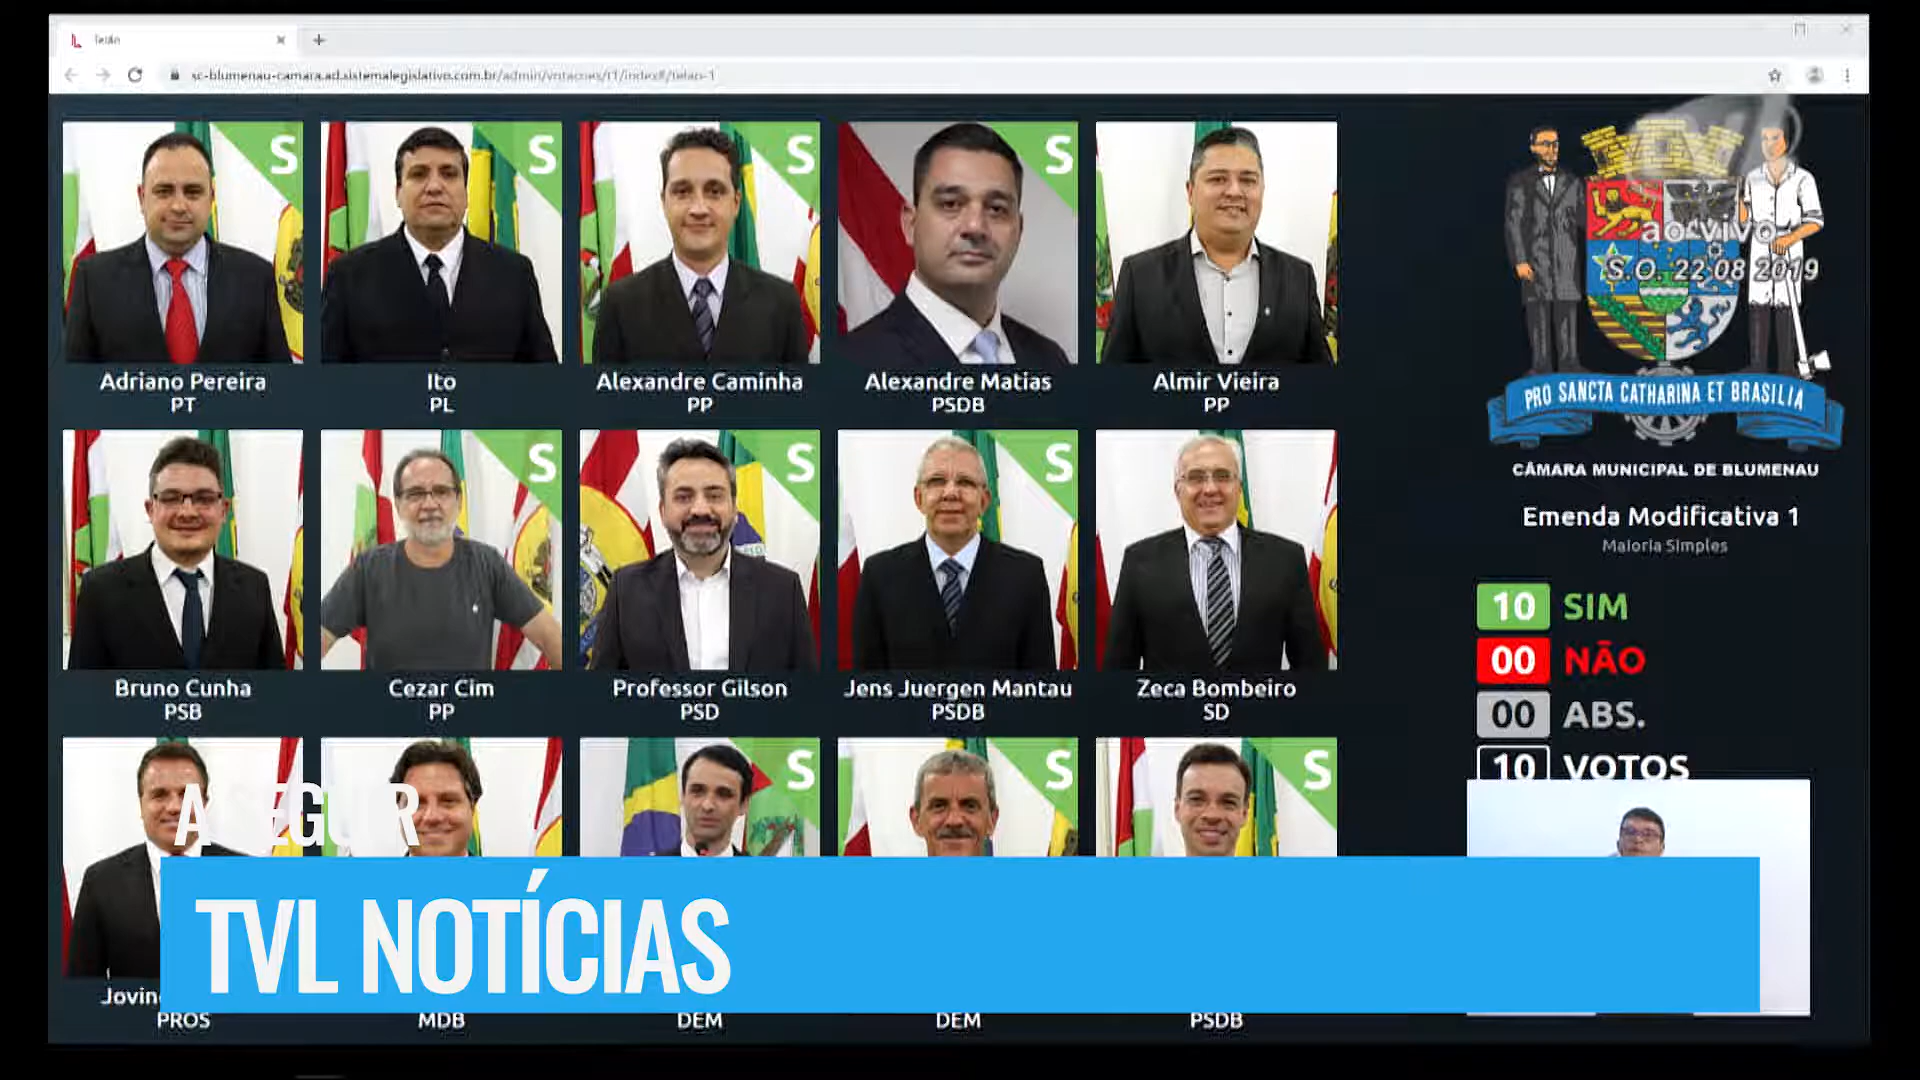 Telão
sc-blumenau-camara.ad.sistemalegislativo.com.br/admin/votacoes/r1/index#/telao-1
S
S
S
S
Adriano Pereira
PT
Ito
PL
Alexandre Caminha
PP
Alexandre Matias
PSDB
Almir Vieira
PP
ao vivo
S.O. 22 08 2019
PRO SANCTA CATHARINA ET BRASILIA
CÂMARA MUNICIPAL DE BLUMENAU
S
S
S
Bruno Cunha
PSB
Cezar Cim
PP
Professor Gilson
PSD
Jens Juergen Mantau
PSDB
Zeca Bombeiro
SD
Emenda Modificativa 1
Maioria Simples
10 SIM
00 NÃO
00 ABS.
10 VOTOS
S
S
S
A SEGUIR
TVL NOTÍCIAS
PROS
MDB
DEM
DEM
PSDB